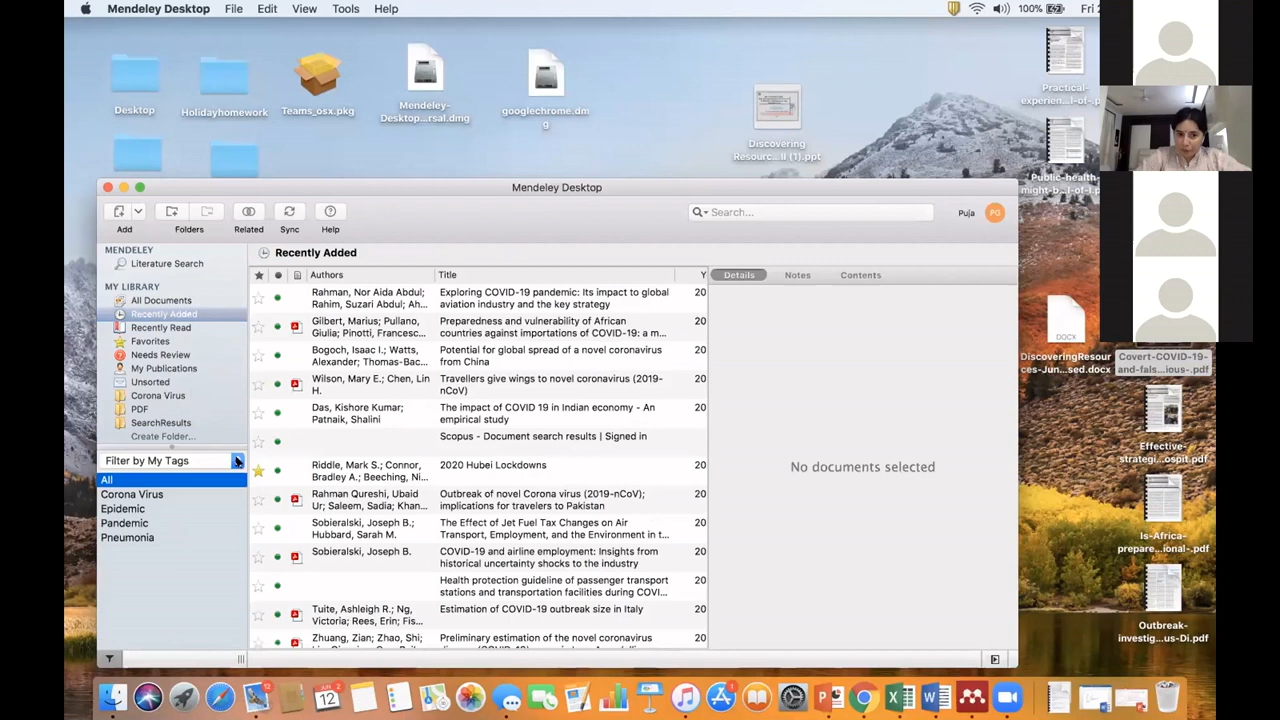 Mendeley Desktop File Edit View Tools Help
100% Fri
Desktop
Holidayhomework
Teams_osx.pkg
Mendeley-
Desktop...rsal.dmg
googlechrome.dm
g
Discovering
Resourc...ll (1).ppt
Practical-
experien...l-of-.p
Public-health-
might-b...l-of-I.p
Mendeley Desktop
Add Folders Related Sync Help
Search...
Puja PG
MENDELEY
Literature Search
MY LIBRARY
All Documents
Recently Added
Recently Read
Favorites
Needs Review
My Publications
Unsorted
Corona Virus
PDF
SearchResults
Create Folder...
Filter by My Tags
All
Corona Virus
Epidemic
Pandemic
Pneumonia
Recently Added
Authors Title Y
Rahman, Nor Aida Abdul; Exploring COVID-19 pandemic: Its impact to global 20
Rahim, Suzari Abdul; Ah... aviation industry and the key strategy
Gilbert, Marius; Pullano, Preparedness and vulnerability of African 20
Giulia; Pinotti, Francesc... countries against importations of COVID-19: a m...
Bogoch, Isaac I.; Watts, Potential for global spread of a novel coronavirus 20
Alexander; Thomas-Bac... from China
Wilson, Mary E.; Chen, Lin Travellers give wings to novel coronavirus (2019- 20
H. nCoV)
Das, Kishore Kumar; The impact of COVID 19 in Indian economy - An 20
Patnaik, Shalini empirical study
Scopus - Document search results | Signed in 20
Riddle, Mark S.; Connor, 2020 Hubei Lockdowns 20
Bradley A.; Beeching, Ni...
Rahman Qureshi, Ubaid Outbreak of novel Corona virus (2019-nCoV); 20
Ur; Saleem, Sadia; Khan... implications for travelers to Pakistan
Sobieralski, Joseph B.; The Effect of Jet Fuel Tax Changes on Air 20
Hubbard, Sarah M. Transport, Employment, and the Environment in t...
Sobieralski, Joseph B. COVID-19 and airline employment: Insights from 20
historical uncertainty shocks to the industry
Health protection guideline of passenger transport 20
stations and transportation facilities during COVI...
Tuite, Ashleigh R.; Ng, Estimation of COVID-19 outbreak size in Italy 20
Victoria; Rees, Erin; Fis...
Zhuang, Zian; Zhao, Shi; Preliminary estimation of the novel coronavirus 20
Details Notes Contents
No documents selected
DOCX
DiscoveringResour
ces-Jun...sed.docx
Covert-COVID-19-
and-fals...ious-.pdf
Effective-
strategi...ospit.pdf
Is-Africa-
prepare...ional-.pdf
Outbreak-
investig...us-Di.pdf
12